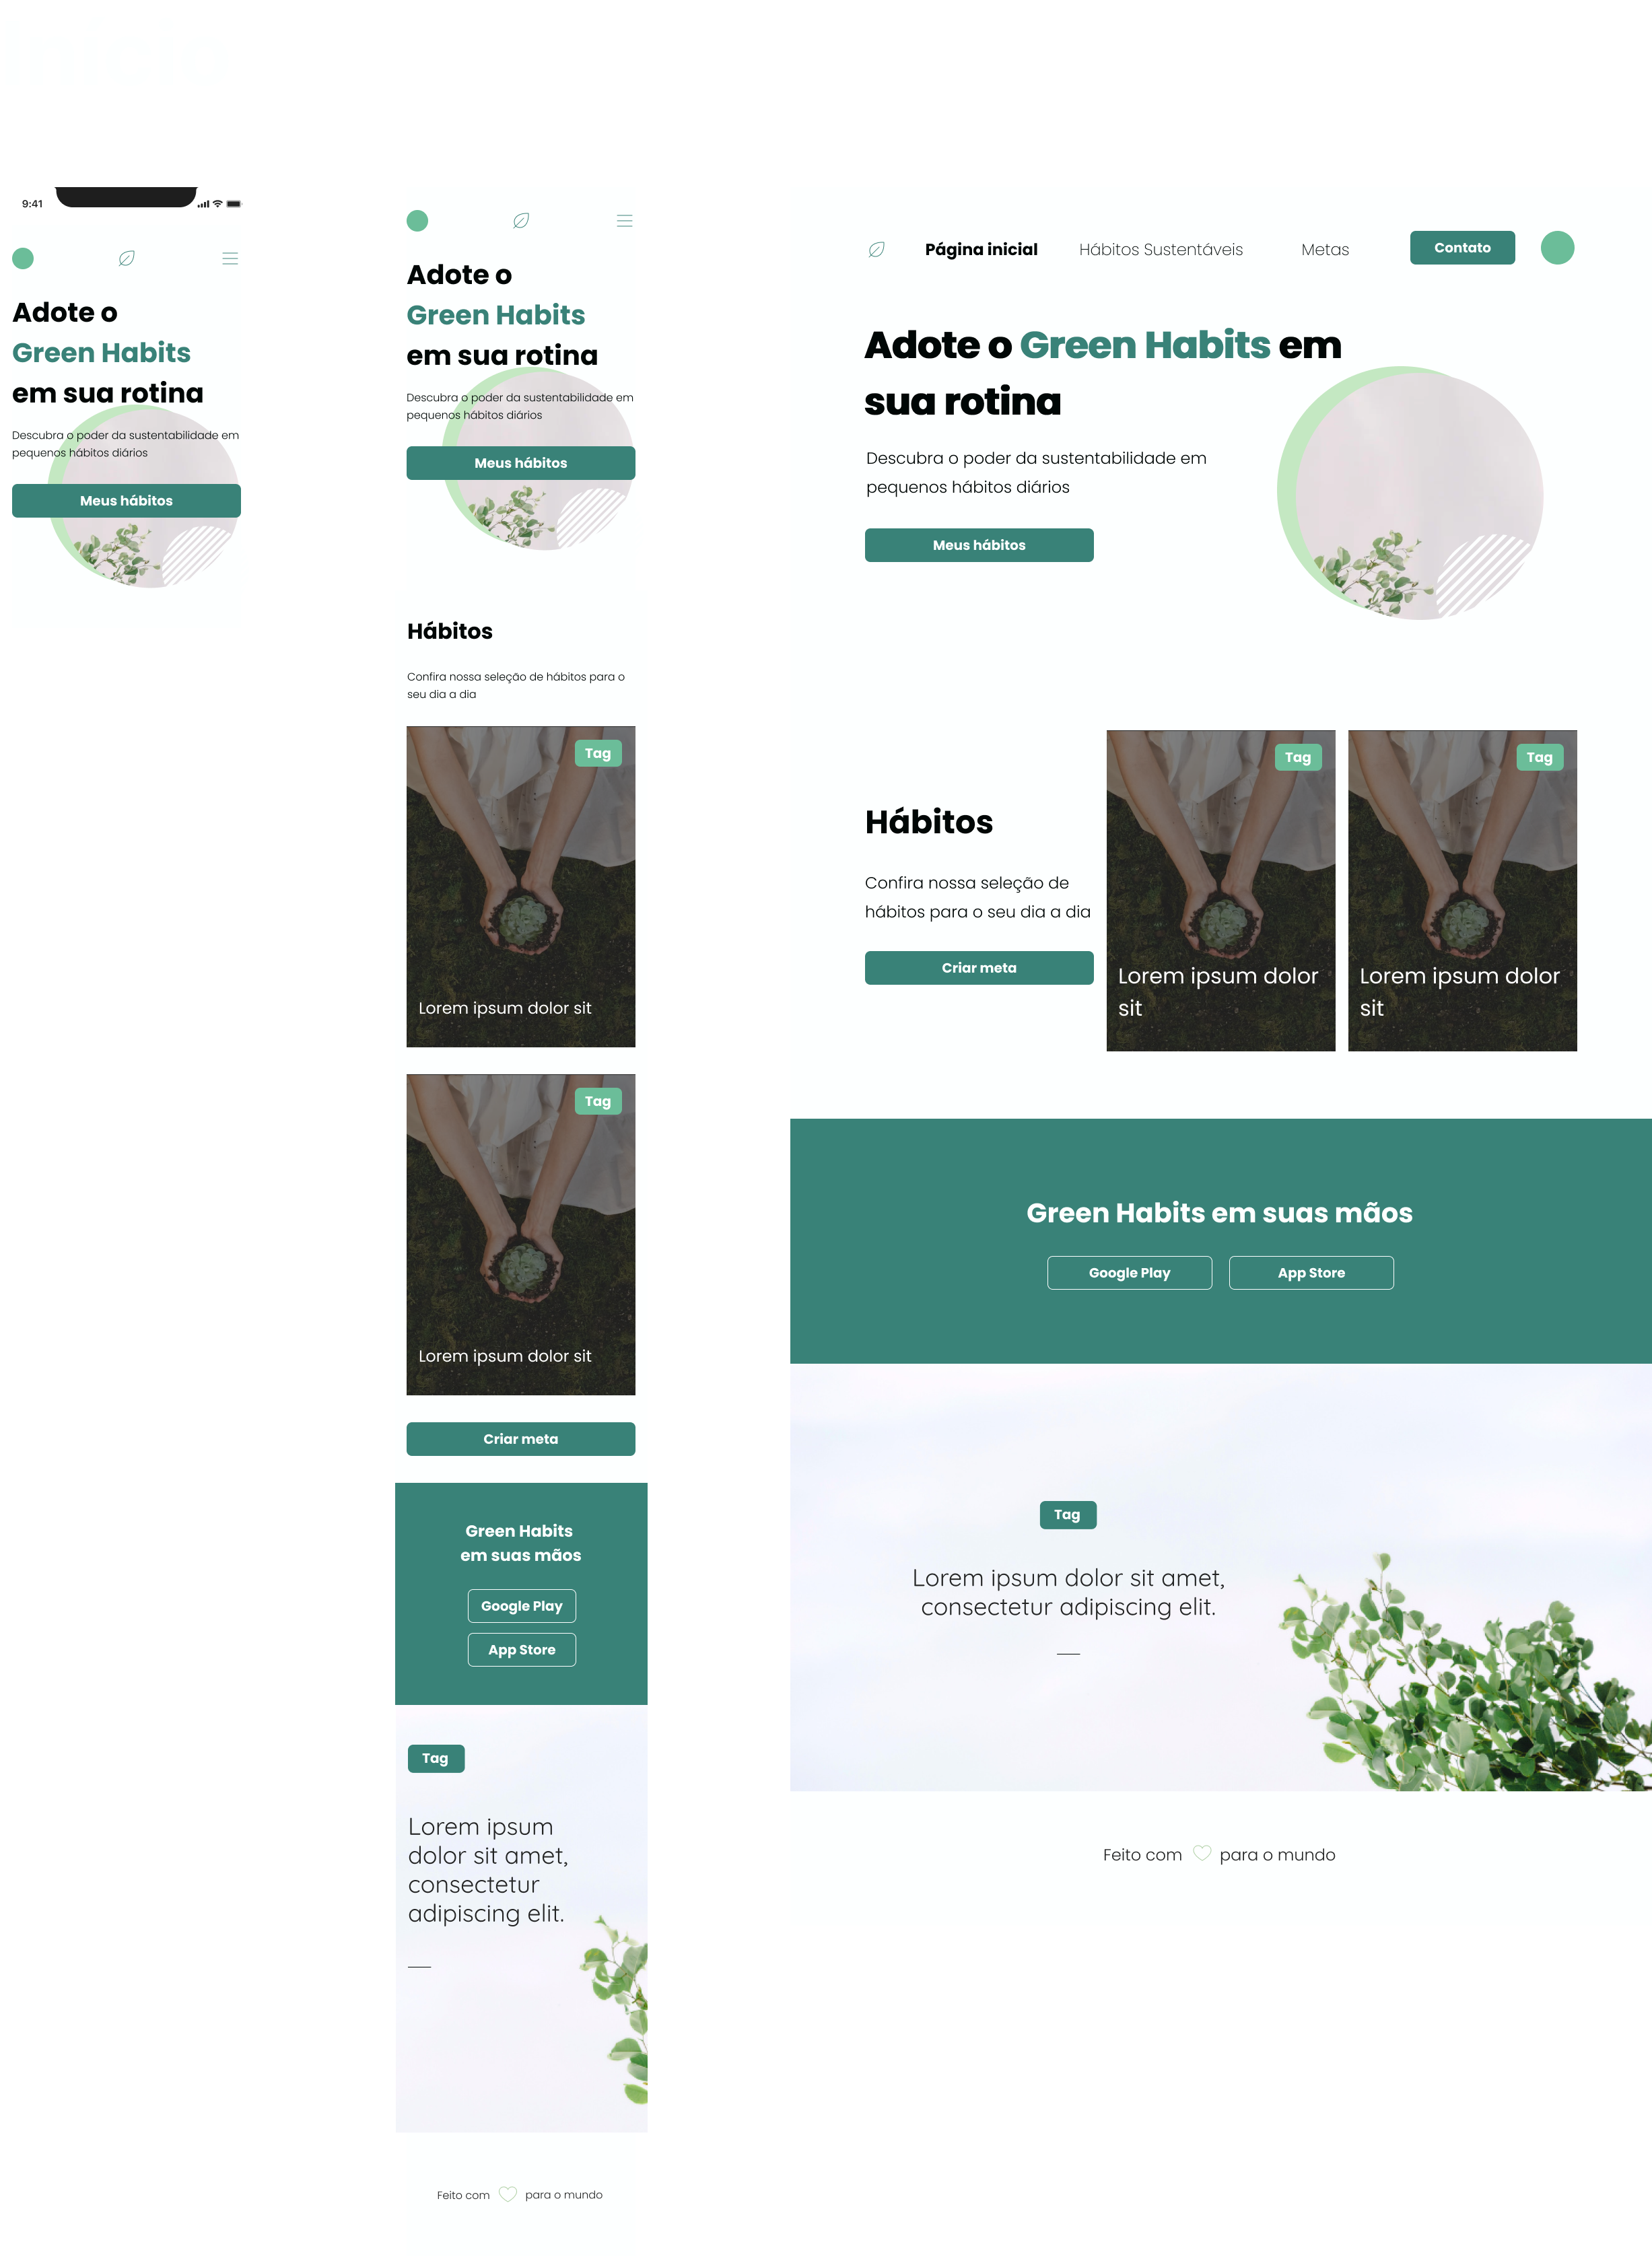 9:41
Adote o
Green Habits
em sua rotina
Descubra o poder da sustentabilidade em
pequenos hábitos diários
Meus hábitos
Adote o
Green Habits
em sua rotina
Descubra o poder da sustentabilidade em
pequenos hábitos diários
Meus hábitos
Hábitos
Confira nossa seleção de hábitos para o
seu dia a dia
Tag
Lorem ipsum dolor sit
Tag
Lorem ipsum dolor sit
Criar meta
Green Habits
em suas mãos
Google Play
App Store
Tag
Lorem ipsum
dolor sit amet,
consectetur
adipiscing elit.
Feito com para o mundo
Página inicial Hábitos Sustentáveis Metas Contato
Adote o Green Habits em
sua rotina
Descubra o poder da sustentabilidade em
pequenos hábitos diários
Meus hábitos
Hábitos
Confira nossa seleção de
hábitos para o seu dia a dia
Criar meta
Tag
Lorem ipsum dolor
sit
Tag
Lorem ipsum dolor
sit
Green Habits em suas mãos
Google Play App Store
Tag
Lorem ipsum dolor sit amet,
consectetur adipiscing elit.
Feito com para o mundo